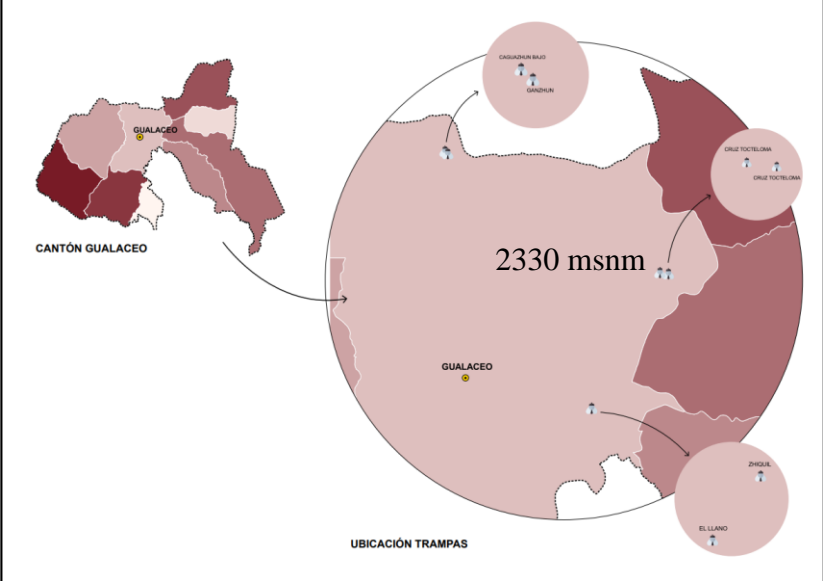 GUALACEO
CANTÓN GUALACEO
CAGUAZHUN BAJO
GANZHUN
CRUZ TOCTELOMA
CRUZ TOCTELOMA
2330 msnm
GUALACEO
ZHIGUIL
EL LLANO
UBICACIÓN TRAMPAS